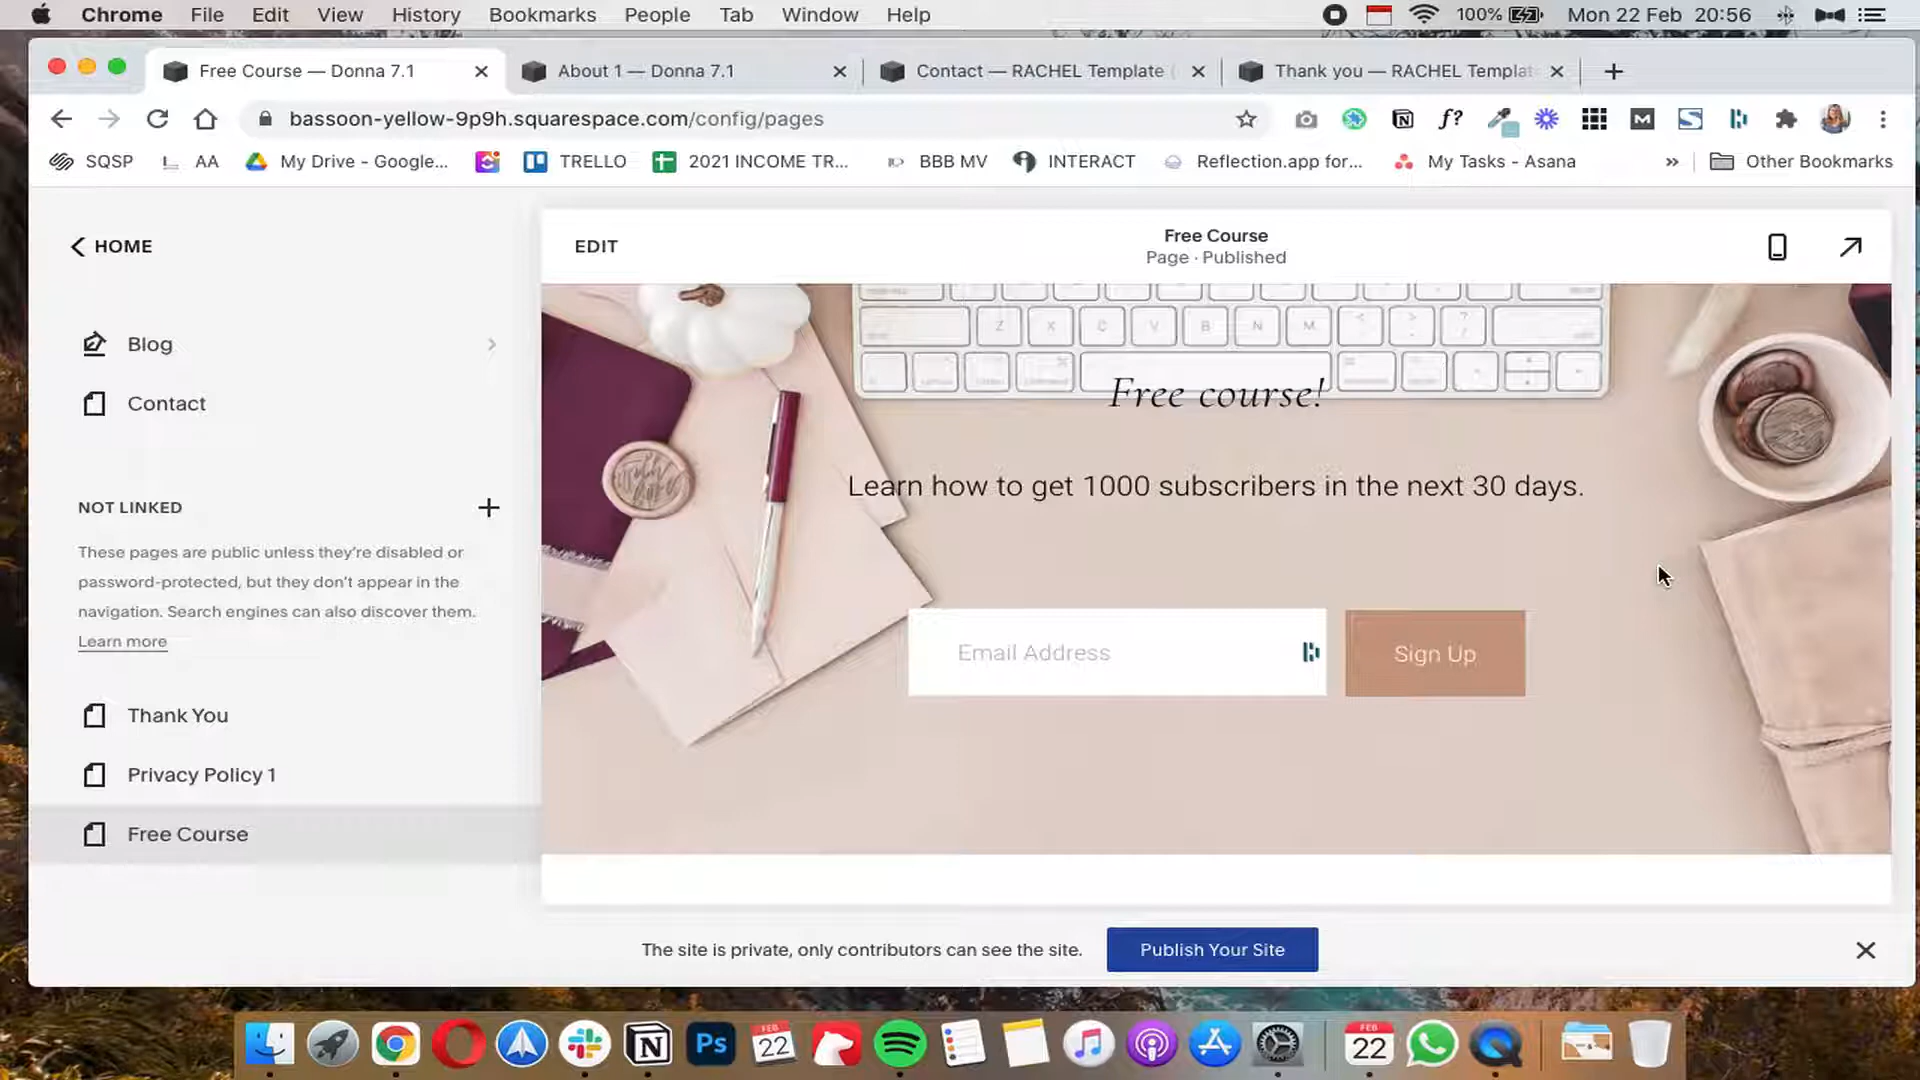 Chrome File Edit View History Bookmarks People Tab Window Help
100% Mon 22 Feb 20:56
Free Course — Donna 7.1
About 1 — Donna 7.1
Contact — RACHEL Template (
Thank you — RACHEL Templat
bassoon-yellow-9p9h.squarespace.com/config/pages
f?
M
SQSP
AA
My Drive - Google...
TRELLO
2021 INCOME TR...
BBB MV
INTERACT
Reflection.app for...
My Tasks - Asana
»
Other Bookmarks
HOME
EDIT
Free Course
Page · Published
Blog
Contact
NOT LINKED
These pages are public unless they're disabled or
password-protected, but they don't appear in the
navigation. Search engines can also discover them.
Learn more
Thank You
Privacy Policy 1
Free Course
Z X C V B N M
Free course!
Learn how to get 1000 subscribers in the next 30 days.
Email Address
Sign Up
The site is private, only contributors can see the site.
Publish Your Site
Ps
FEB
22
FEB
22